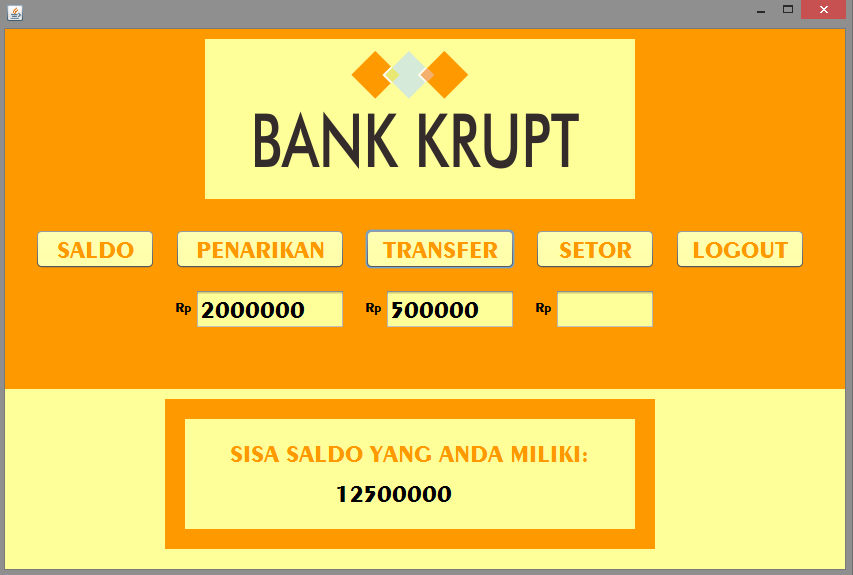 BANK KRUPT
SALDO PENARIKAN TRANSFER SETOR LOGOUT
Rp 2000000 Rp 500000 Rp
SISA SALDO YANG ANDA MILIKI:
12500000